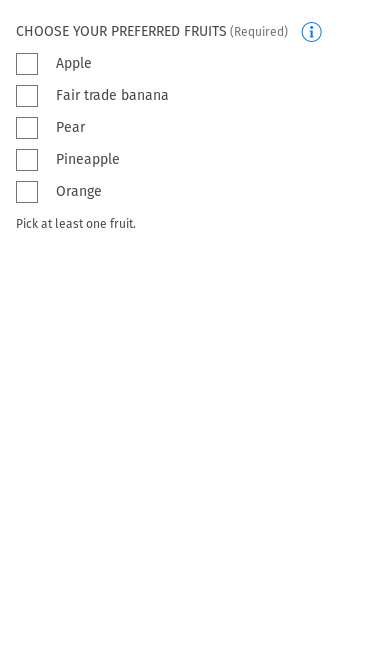 CHOOSE YOUR PREFERRED FRUITS (Required)
Apple
Fair trade banana
Pear
Pineapple
Orange
Pick at least one fruit.